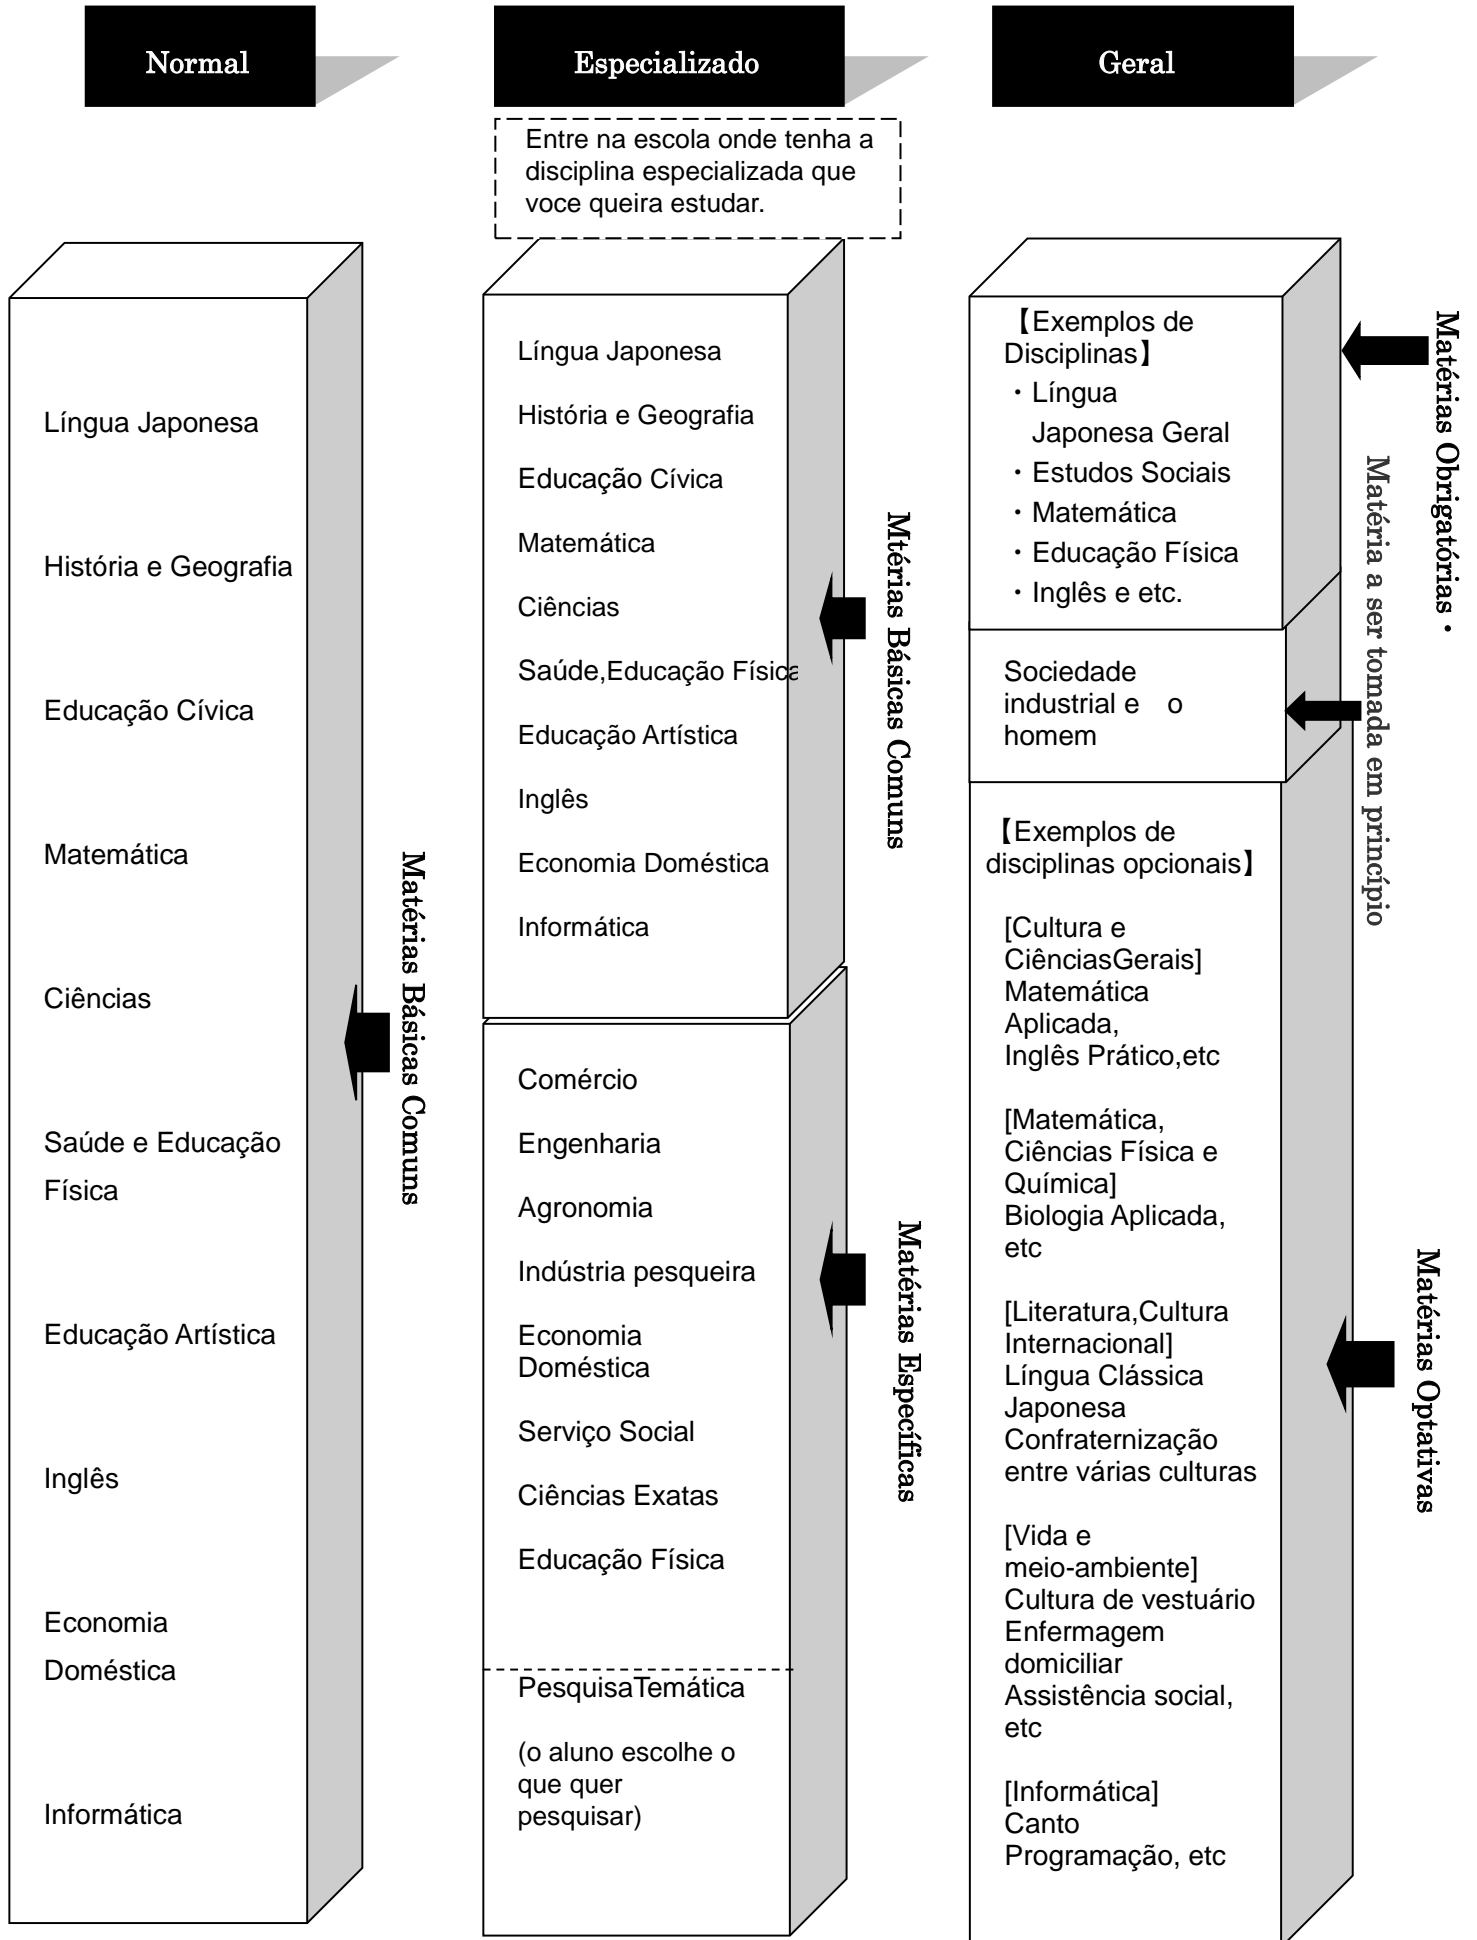 Normal
Língua Japonesa
História e Geografia
Educação Cívica
Matemática
Ciências
Saúde e Educação
Física
Educação Artística
Inglês
Economia
Doméstica
Informática
Matérias Básicas Comuns
Especializado
Entre na escola onde tenha a
disciplina especializada que
voce queira estudar.
Língua Japonesa
História e Geografia
Educação Cívica
Matemática
Ciências
Saúde,Educação Física
Educação Artística
Inglês
Economia Doméstica
Informática
Mtérias Básicas Comuns
Comércio
Engenharia
Agronomia
Indústria pesqueira
Economia
Doméstica
Serviço Social
Ciências Exatas
Educação Física
PesquisaTemática
(o aluno escolhe o
que quer
pesquisar)
Matérias Específicas
Geral
【Exemplos de
Disciplinas】
・Língua
Japonesa Geral
・Estudos Sociais
・Matemática
・Educação Física
・Inglês e etc.
Matérias Obrigatórias・
Sociedade
industrial e o
homem
Matéria a ser tomada em princípio
【Exemplos de
disciplinas opcionais】
[Cultura e
CiênciasGerais]
Matemática
Aplicada,
Inglês Prático,etc
[Matemática,
Ciências Física e
Química]
Biologia Aplicada,
etc
[Literatura,Cultura
Internacional]
Língua Clássica
Japonesa
Confraternização
entre várias culturas
[Vida e
meio-ambiente]
Cultura de vestuário
Enfermagem
domiciliar
Assistência social,
etc
[Informática]
Canto
Programação, etc
Matérias Optativas